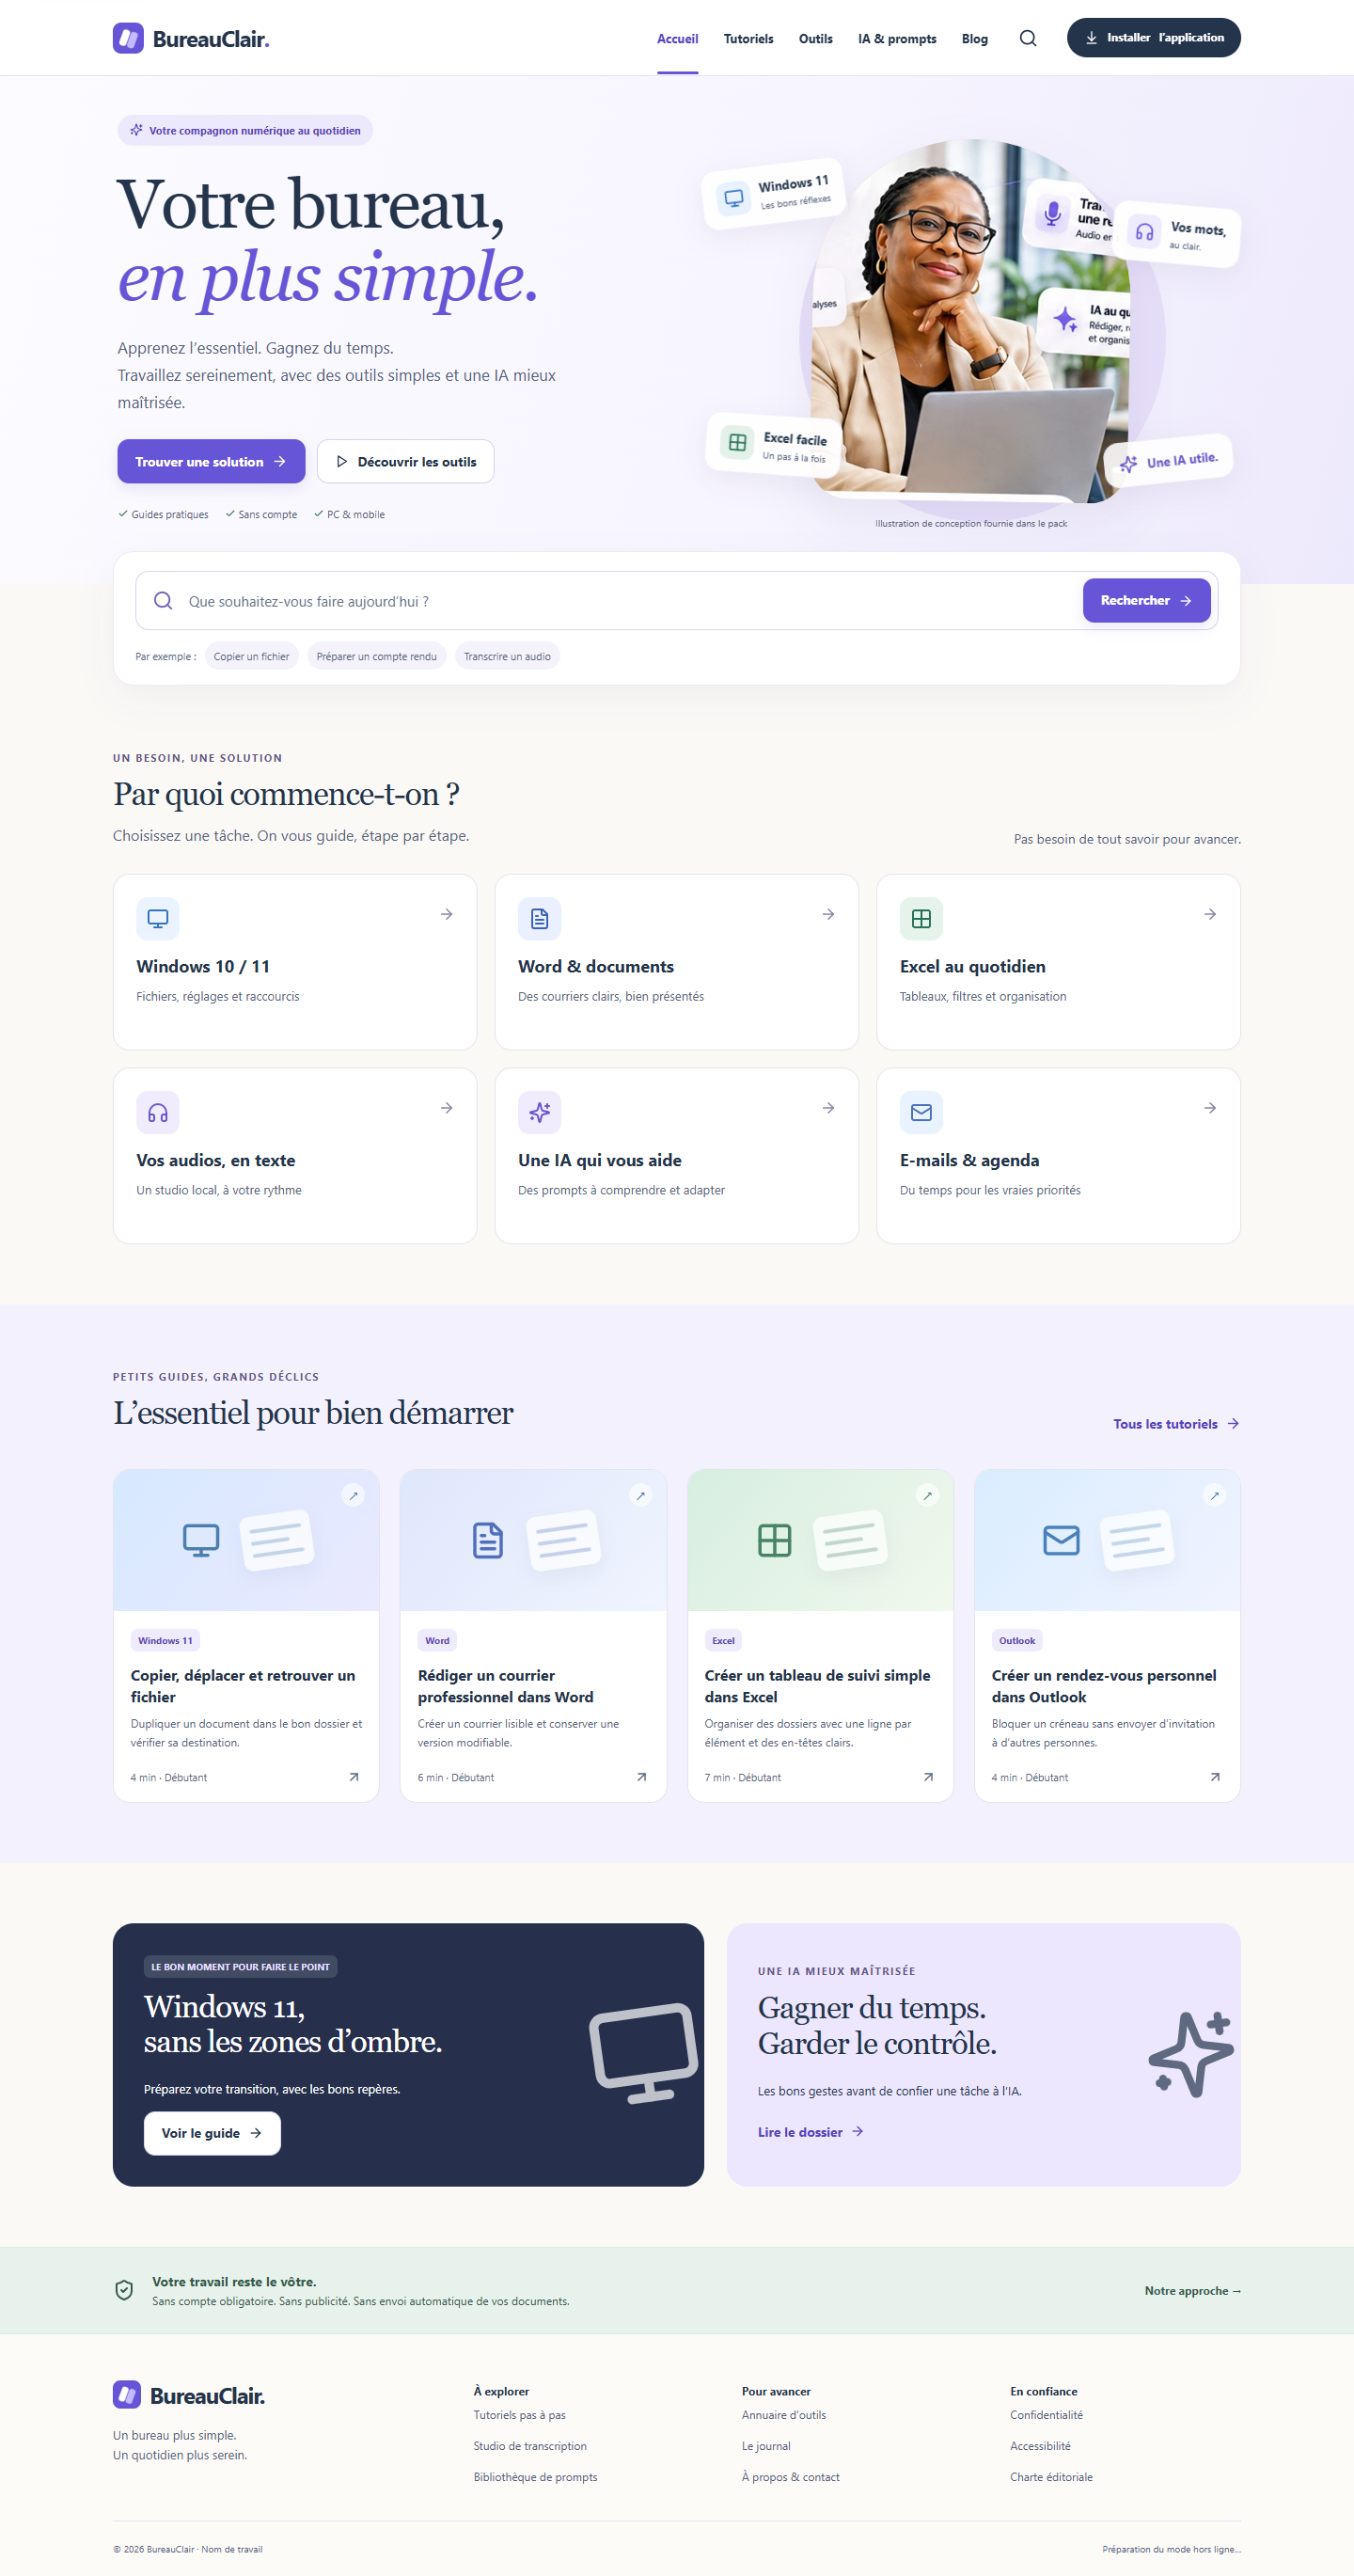 BureauClair.
Accueil
Tutoriels
Outils
IA & prompts
Blog
Installer l’application
Votre compagnon numérique au quotidien
Votre bureau,
en plus simple.
Apprenez l’essentiel. Gagnez du temps.
Travaillez sereinement, avec des outils simples et une IA mieux
maîtrisée.
Trouver une solution
Découvrir les outils
Guides pratiques
Sans compte
PC & mobile
Windows 11
Les bons réflexes
une
Audio
Vos mots,
au clair.
alyses
IA au
Rédiger,
et organis
Excel facile
Un pas à la fois
Une IA utile.
Illustration de conception fournie dans le pack
Que souhaitez-vous faire aujourd’hui ?
Rechercher
Par exemple :
Copier un fichier
Préparer un compte rendu
Transcrire un audio
UN BESOIN, UNE SOLUTION
Par quoi commence-t-on ?
Choisissez une tâche. On vous guide, étape par étape.
Pas besoin de tout savoir pour avancer.
Windows 10 / 11
Fichiers, réglages et raccourcis
Word & documents
Des courriers clairs, bien présentés
Excel au quotidien
Tableaux, filtres et organisation
Vos audios, en texte
Un studio local, à votre rythme
Une IA qui vous aide
Des prompts à comprendre et adapter
E-mails & agenda
Du temps pour les vraies priorités
PETITS GUIDES, GRANDS DÉCLICS
L’essentiel pour bien démarrer
Tous les tutoriels
Windows 11
Copier, déplacer et retrouver un
fichier
Dupliquer un document dans le bon dossier et
vérifier sa destination.
4 min · Débutant
Word
Rédiger un courrier
professionnel dans Word
Créer un courrier lisible et conserver une
version modifiable.
6 min · Débutant
Excel
Créer un tableau de suivi simple
dans Excel
Organiser des dossiers avec une ligne par
élément et des en-têtes clairs.
7 min · Débutant
Outlook
Créer un rendez-vous personnel
dans Outlook
Bloquer un créneau sans envoyer d’invitation
à d’autres personnes.
4 min · Débutant
LE BON MOMENT POUR FAIRE LE POINT
Windows 11,
sans les zones d’ombre.
Préparez votre transition, avec les bons repères.
Voir le guide
UNE IA MIEUX MAÎTRISÉE
Gagner du temps.
Garder le contrôle.
Les bons gestes avant de confier une tâche à l’IA.
Lire le dossier
Votre travail reste le vôtre.
Sans compte obligatoire. Sans publicité. Sans envoi automatique de vos documents.
Notre approche →
BureauClair.
Un bureau plus simple.
Un quotidien plus serein.
À explorer
Tutoriels pas à pas
Studio de transcription
Bibliothèque de prompts
Pour avancer
Annuaire d’outils
Le journal
À propos & contact
En confiance
Confidentialité
Accessibilité
Charte éditoriale
© 2026 BureauClair · Nom de travail
Préparation du mode hors ligne…